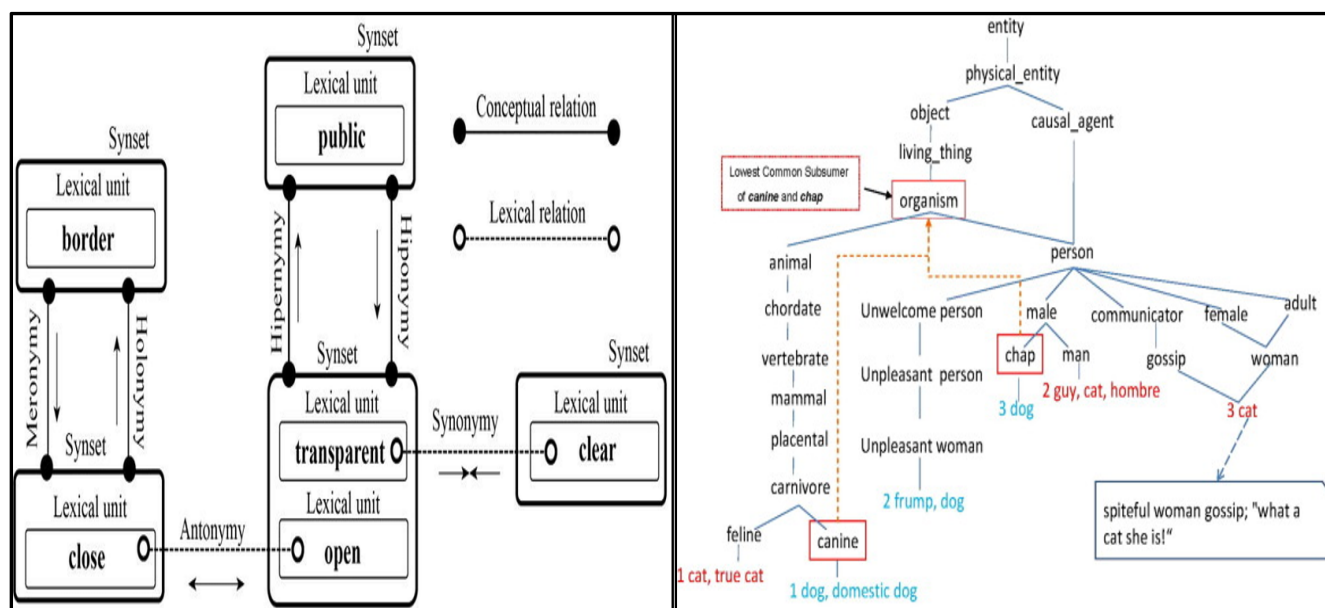 Synset
Lexical unit
public
Synset
Lexical unit
border
Conceptual relation
Lexical relation
Hipernymy
Hiponymy
Meronymy
Holonymy
Synset
Lexical unit
close
Antonymy
Synset
Lexical unit
transparent
Lexical unit
open
Synonymy
Synset
Lexical unit
clear
entity
physical_entity
object
causal_agent
living_thing
Lowest Common Subsumer
of canine and chap
organism
animal
person
chordate
Unwelcome person
male
communicator
female
adult
vertebrate
Unpleasant person
chap
man
gossip
woman
mammal
3 dog
2 guy, cat, hombre
3 cat
placental
Unpleasant woman
carnivore
2 frump, dog
feline
canine
1 cat, true cat
1 dog, domestic dog
spiteful woman gossip; "what a
cat she is!“